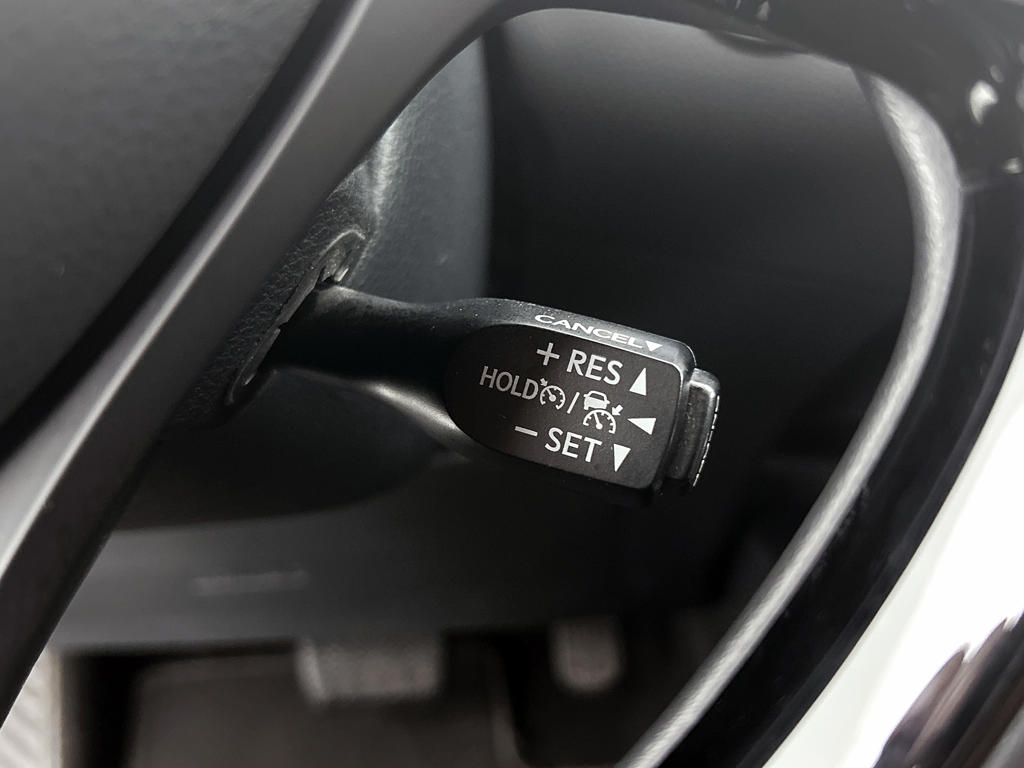 CANCEL▼
+ RES ▲
HOLD / ◀
− SET ▼